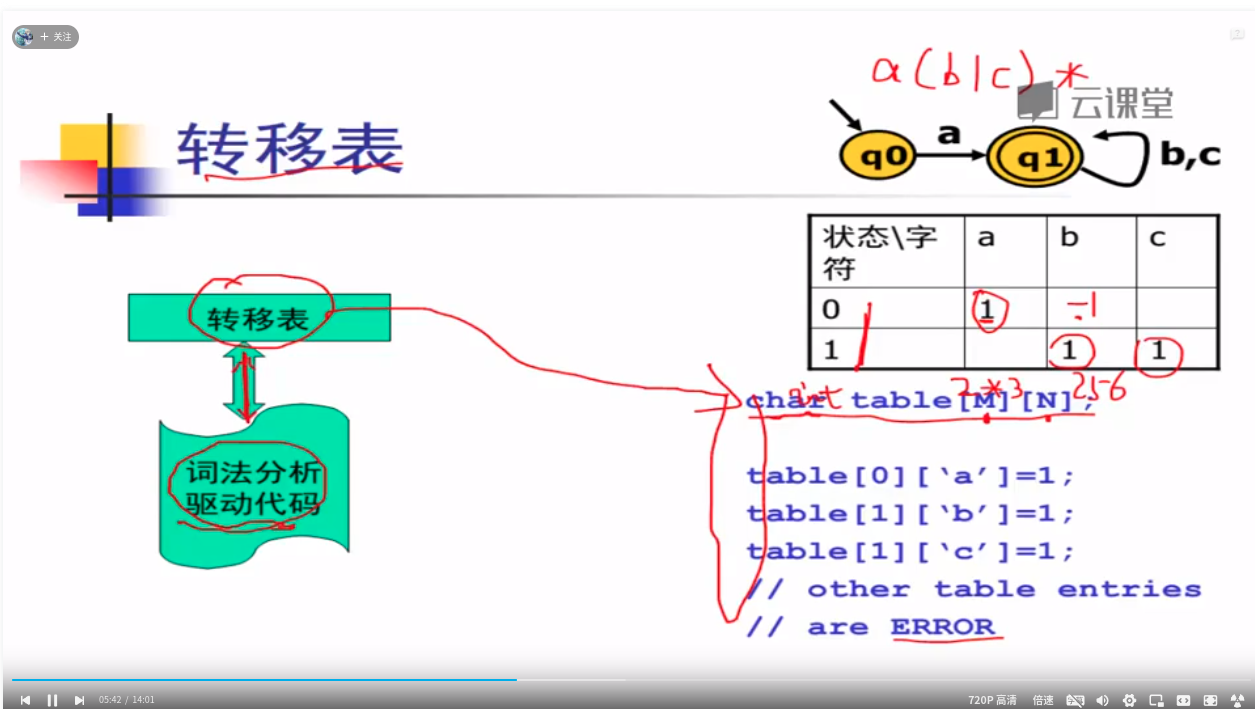 + 关注
a(b|c)*
云课堂
转移表
q0 a q1 b,c
状态\字符 a b c
0 1 -1
1 1 1
转移表
int 2*3 256
char table[M][N];
词法分析
驱动代码
table[0][‘a’]=1;
table[1][‘b’]=1;
table[1][‘c’]=1;
// other table entries
// are ERROR
05:42 / 14:01
720P 高清 倍速